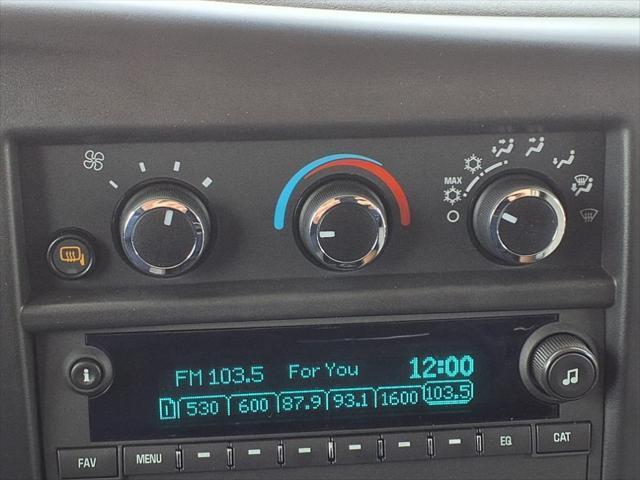 MAX
FM 103.5 For You 12:00
1 530 600 87.9 93.1 1600 103.5
i
FAV MENU EQ CAT